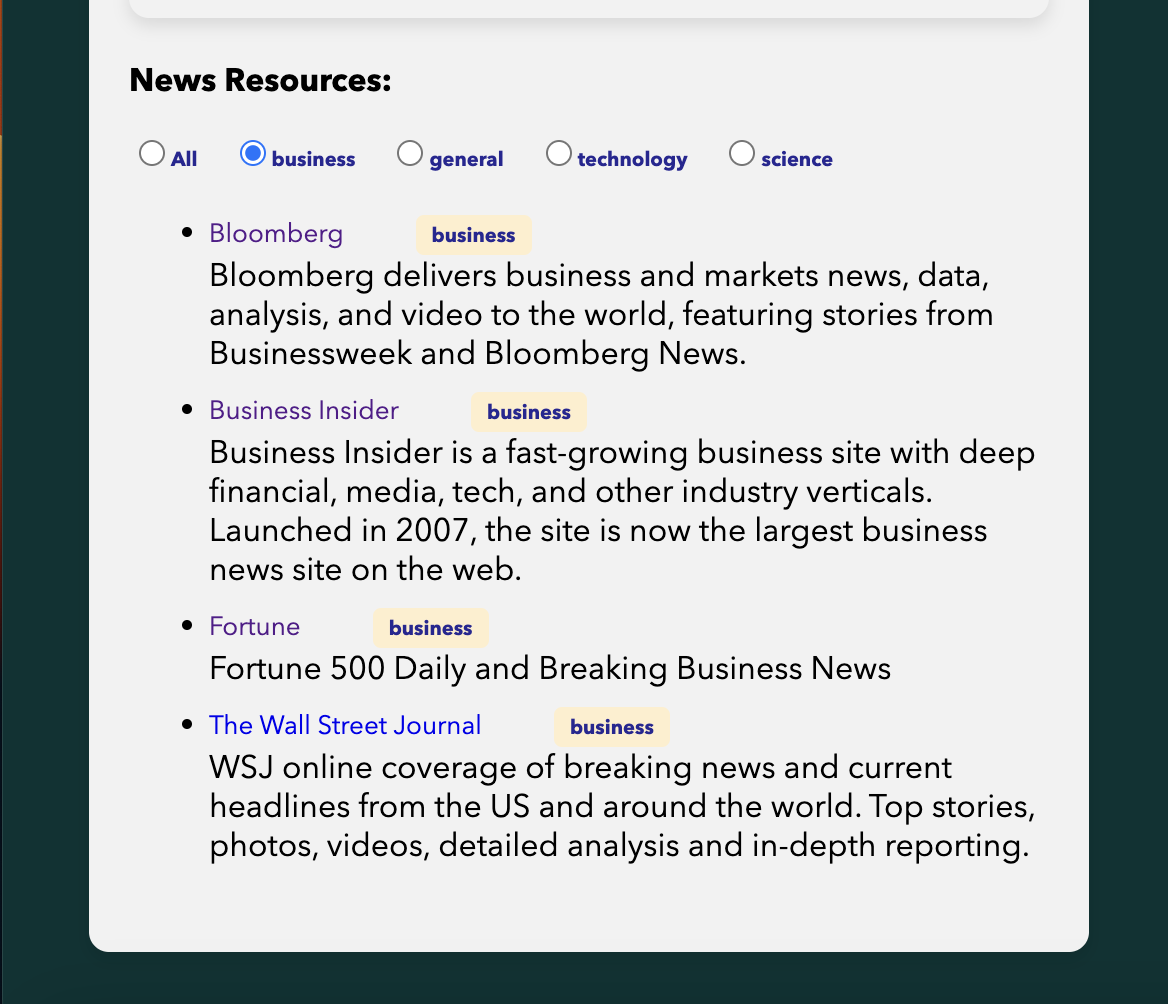 News Resources:
All business general technology science
Bloomberg business
Bloomberg delivers business and markets news, data,
analysis, and video to the world, featuring stories from
Businessweek and Bloomberg News.
Business Insider business
Business Insider is a fast-growing business site with deep
financial, media, tech, and other industry verticals.
Launched in 2007, the site is now the largest business
news site on the web.
Fortune business
Fortune 500 Daily and Breaking Business News
The Wall Street Journal business
WSJ online coverage of breaking news and current
headlines from the US and around the world. Top stories,
photos, videos, detailed analysis and in-depth reporting.